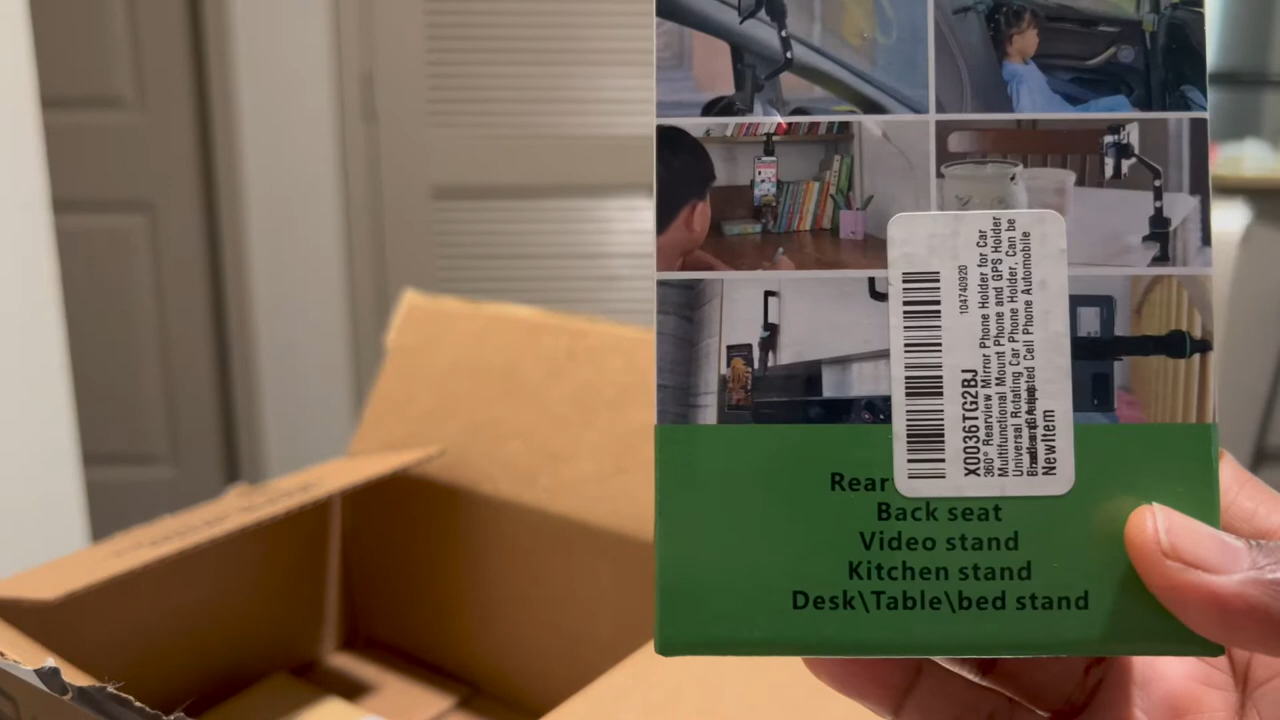 104740920
X0036TG2BJ
360° Rearview Mirror Phone Holder for Car
Multifunctional Mount Phone and GPS Holder
Universal Rotating Car Phone Holder, Can be
ted Cell Phone Automobile
NewItem
Rear
Back seat
Video stand
Kitchen stand
Desk\Table\bed stand